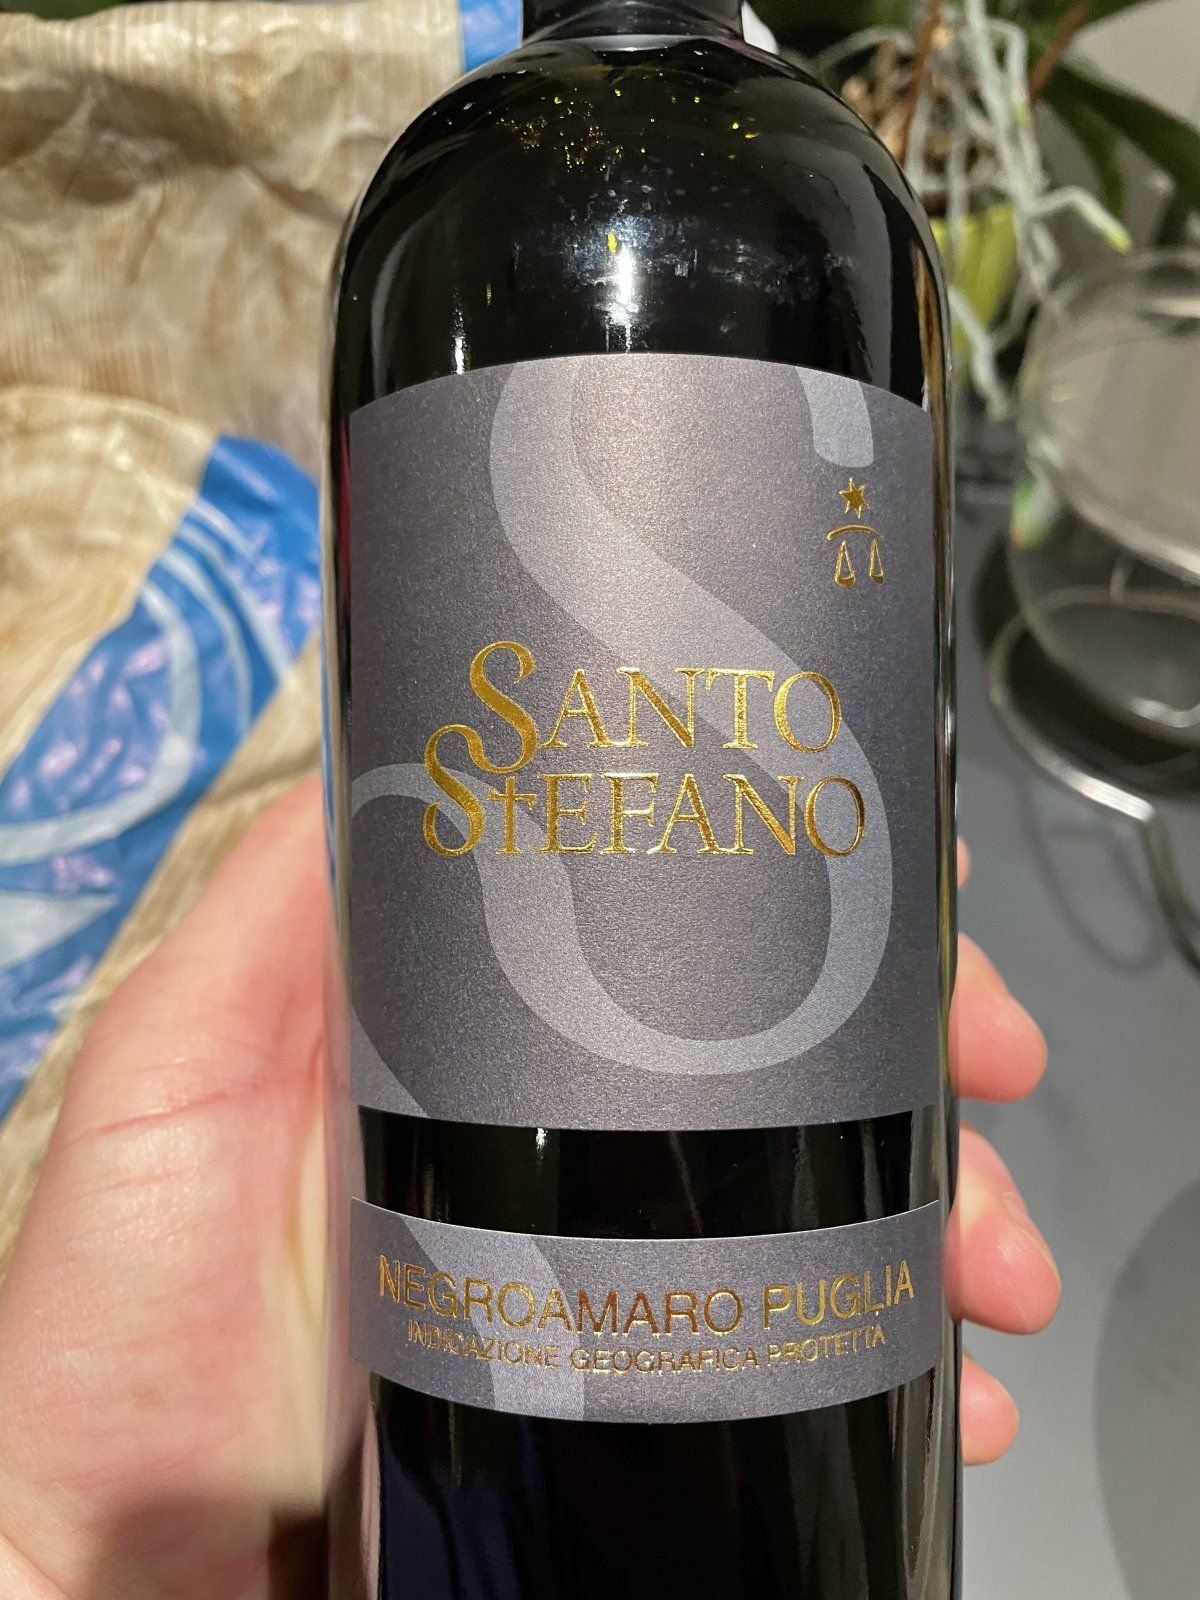 SANTO
STEFANO
NEGROAMARO PUGLIA
INDICAZIONE GEOGRAFICA PROTETTA